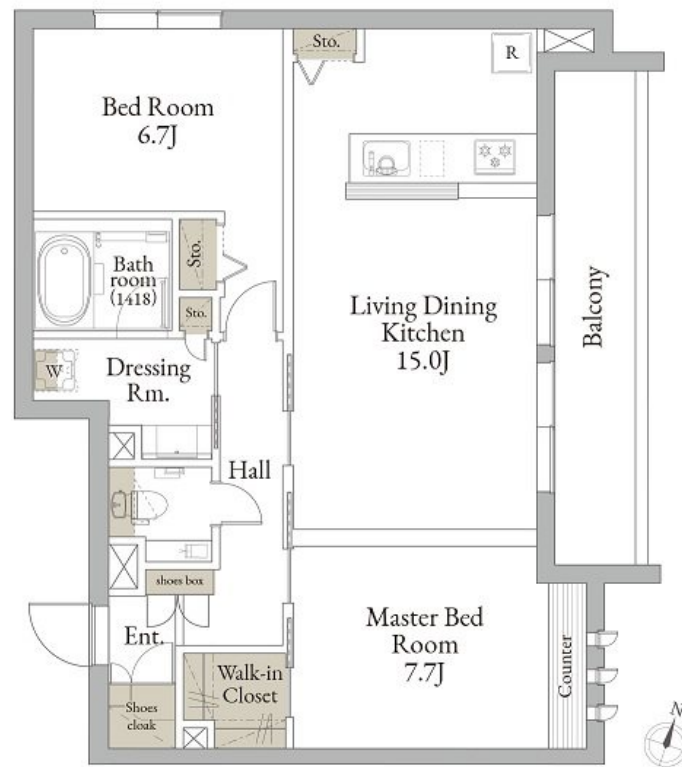 Sto.
R
Bed Room
6.7J
Sto.
Bath
room
(1418)
Sto.
Living Dining
Kitchen
15.0J
Balcony
W
Dressing
Rm.
Hall
shoes box
Ent.
Master Bed
Room
7.7J
Walk-in
Closet
Counter
Shoes
cloak
N